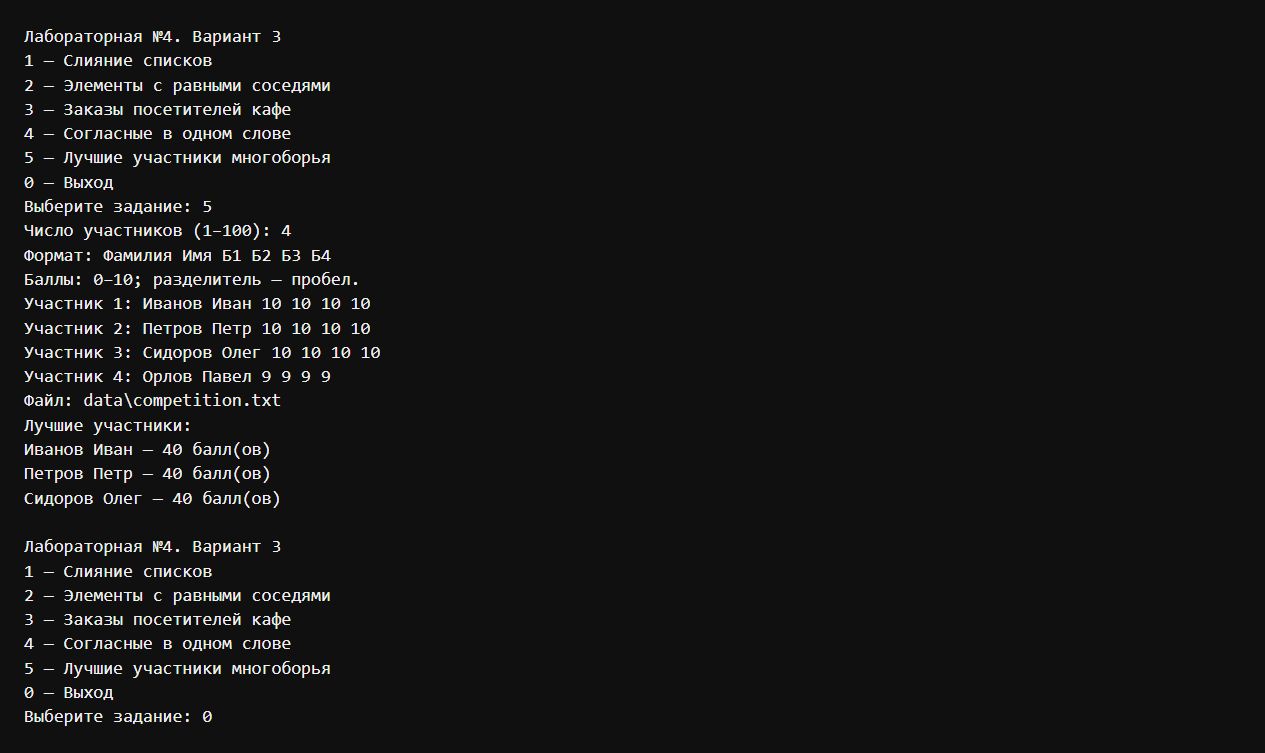 Лабораторная №4. Вариант 3
1 — Слияние списков
2 — Элементы с равными соседями
3 — Заказы посетителей кафе
4 — Согласные в одном слове
5 — Лучшие участники многоборья
0 — Выход
Выберите задание: 5
Число участников (1–100): 4
Формат: Фамилия Имя Б1 Б2 Б3 Б4
Баллы: 0–10; разделитель — пробел.
Участник 1: Иванов Иван 10 10 10 10
Участник 2: Петров Петр 10 10 10 10
Участник 3: Сидоров Олег 10 10 10 10
Участник 4: Орлов Павел 9 9 9 9
Файл: data\competition.txt
Лучшие участники:
Иванов Иван — 40 балл(ов)
Петров Петр — 40 балл(ов)
Сидоров Олег — 40 балл(ов)
Лабораторная №4. Вариант 3
1 — Слияние списков
2 — Элементы с равными соседями
3 — Заказы посетителей кафе
4 — Согласные в одном слове
5 — Лучшие участники многоборья
0 — Выход
Выберите задание: 0